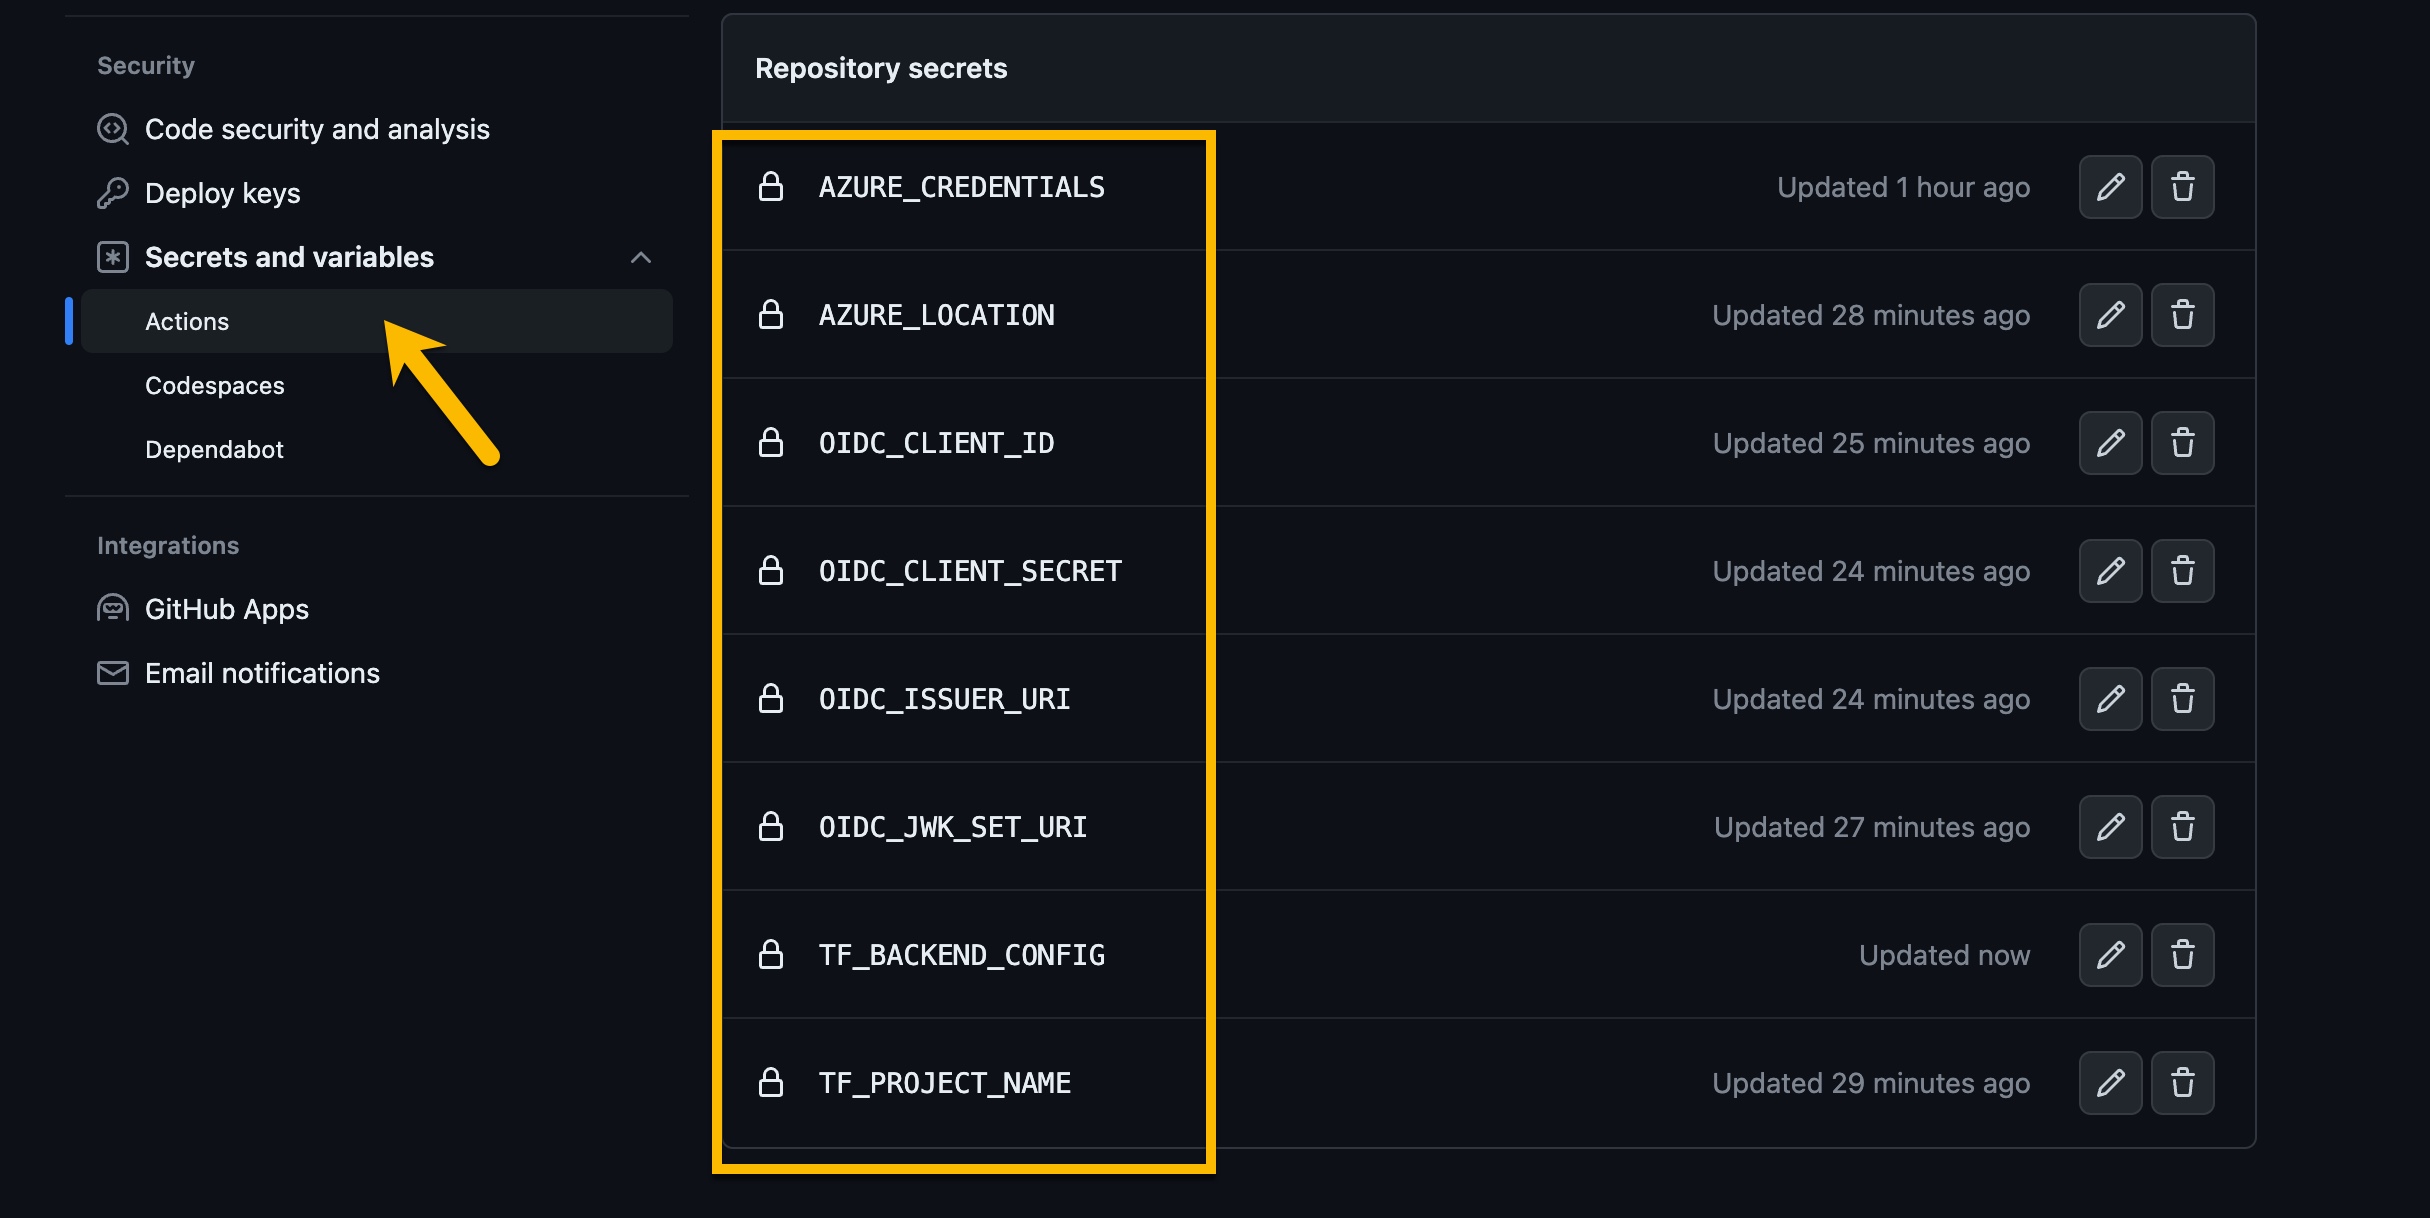 Security
Code security and analysis
Deploy keys
Secrets and variables
Actions
Codespaces
Dependabot
Integrations
GitHub Apps
Email notifications
Repository secrets
AZURE_CREDENTIALS Updated 1 hour ago
AZURE_LOCATION Updated 28 minutes ago
OIDC_CLIENT_ID Updated 25 minutes ago
OIDC_CLIENT_SECRET Updated 24 minutes ago
OIDC_ISSUER_URI Updated 24 minutes ago
OIDC_JWK_SET_URI Updated 27 minutes ago
TF_BACKEND_CONFIG Updated now
TF_PROJECT_NAME Updated 29 minutes ago